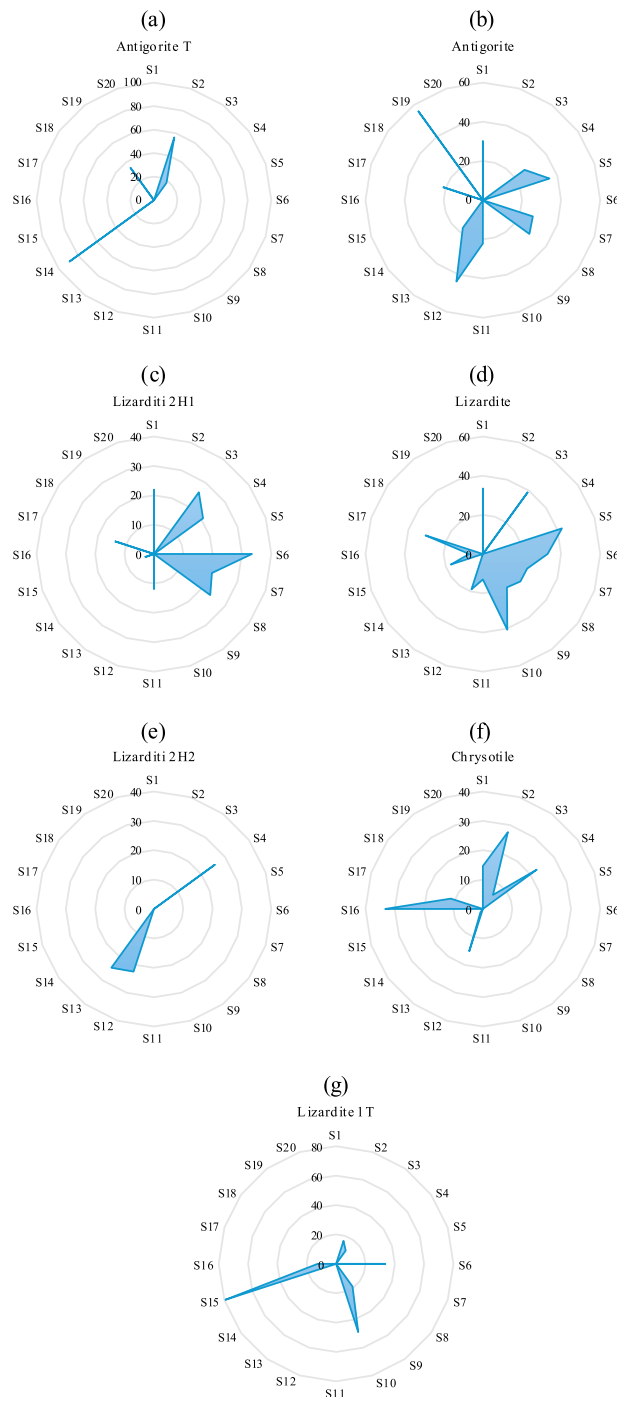 (a)
Antigorite T
S1
S2
S3
S4
S5
S6
S7
S8
S9
S10
S11
S12
S13
S14
S15
S16
S17
S18
S19
S20
100
80
60
40
20
0
(b)
Antigorite
S1
S2
S3
S4
S5
S6
S7
S8
S9
S10
S11
S12
S13
S14
S15
S16
S17
S18
S19
S20
60
40
20
0
(c)
Lizarditi 2H1
S1
S2
S3
S4
S5
S6
S7
S8
S9
S10
S11
S12
S13
S14
S15
S16
S17
S18
S19
S20
40
30
20
10
0
(d)
Lizardite
S1
S2
S3
S4
S5
S6
S7
S8
S9
S10
S11
S12
S13
S14
S15
S16
S17
S18
S19
S20
60
40
20
0
(e)
Lizarditi 2H2
S1
S2
S3
S4
S5
S6
S7
S8
S9
S10
S11
S12
S13
S14
S15
S16
S17
S18
S19
S20
40
30
20
10
0
(f)
Chrysotile
S1
S2
S3
S4
S5
S6
S7
S8
S9
S10
S11
S12
S13
S14
S15
S16
S17
S18
S19
S20
40
30
20
10
0
(g)
Lizardite 1T
S1
S2
S3
S4
S5
S6
S7
S8
S9
S10
S11
S12
S13
S14
S15
S16
S17
S18
S19
S20
80
60
40
20
0